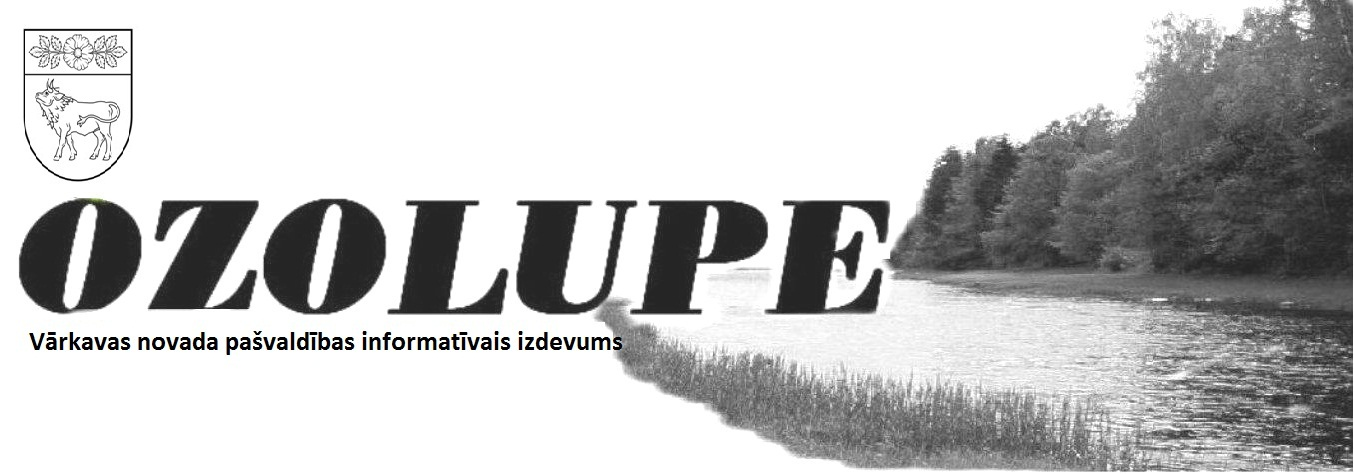 OZOLUPE
Vārkavas novada pašvaldības informatīvais izdevums